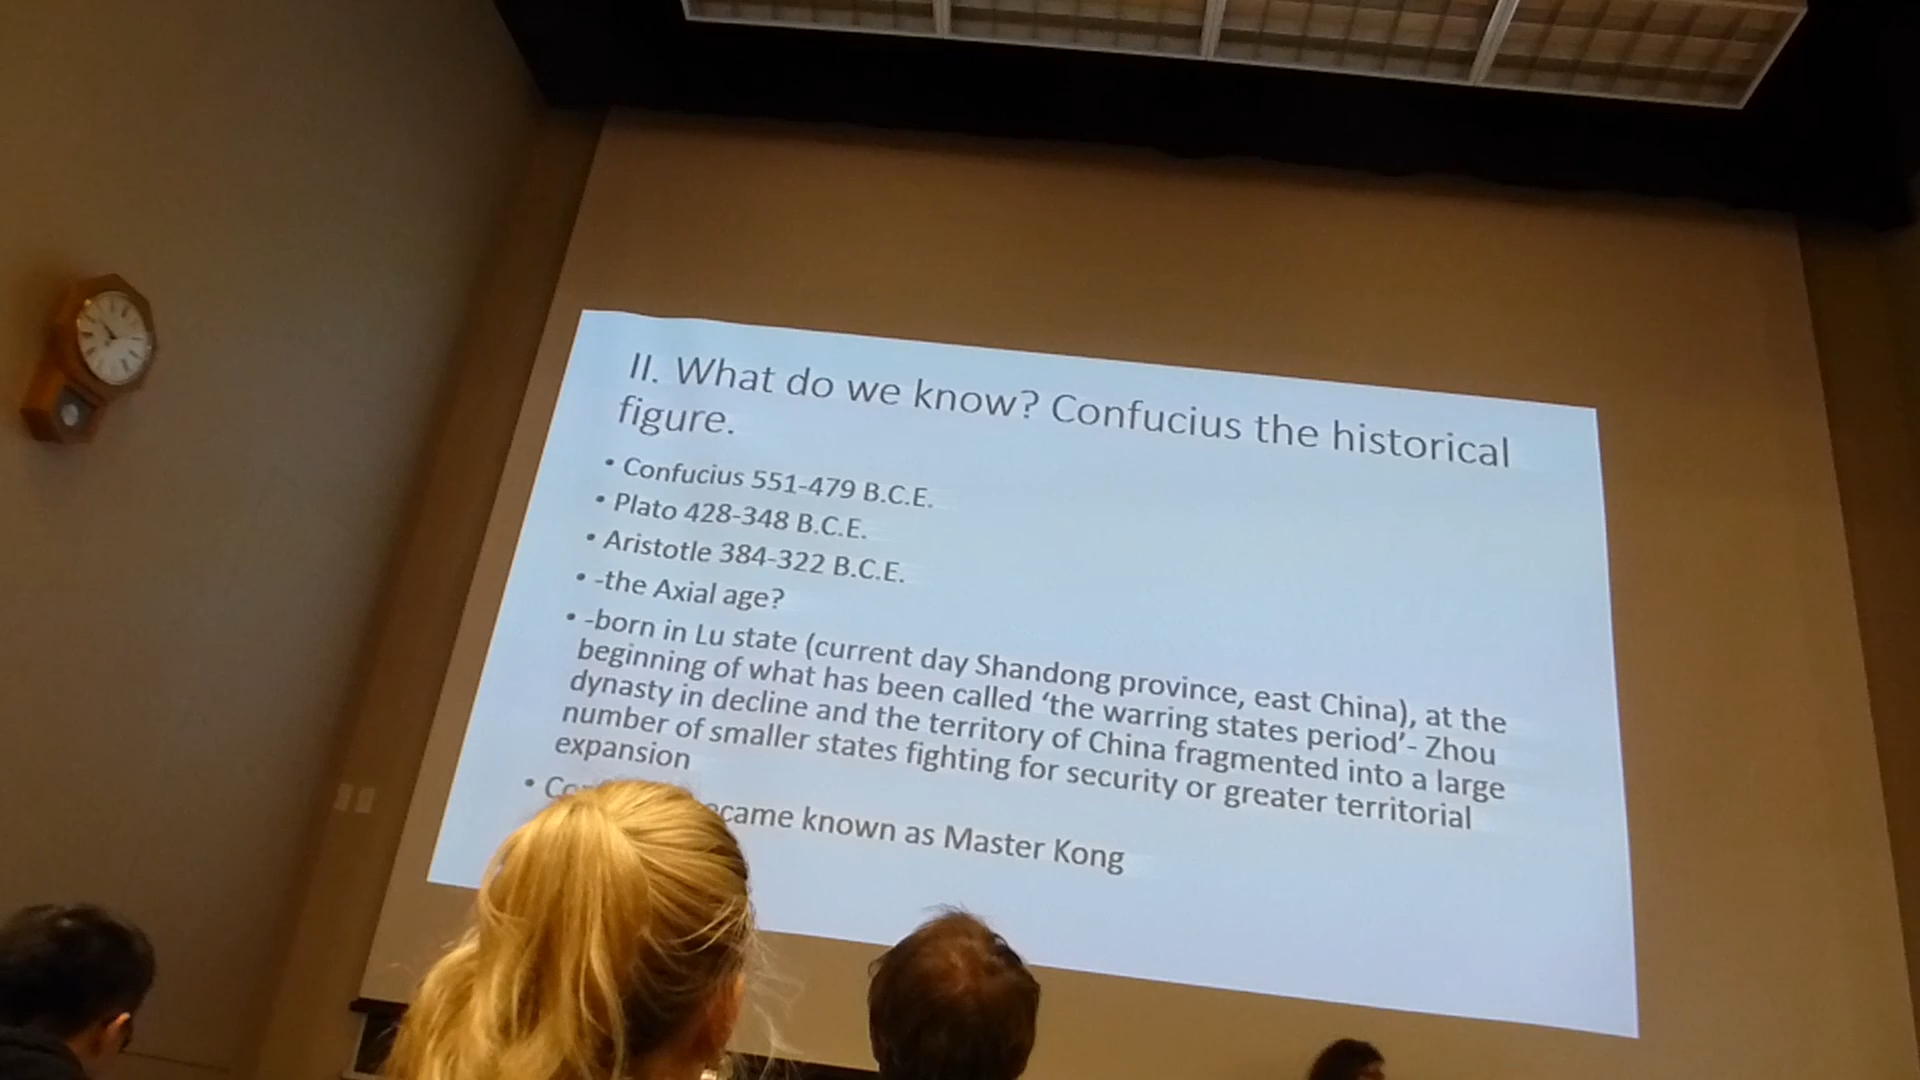 II. What do we know? Confucius the historical
figure.
• Confucius 551-479 B.C.E.
• Plato 428-348 B.C.E.
• Aristotle 384-322 B.C.E.
• -the Axial age?
• -born in Lu state (current day Shandong province, east China), at the
beginning of what has been called ‘the warring states period’- Zhou
dynasty in decline and the territory of China fragmented into a large
number of smaller states fighting for security or greater territorial
expansion
• known as Master Kong